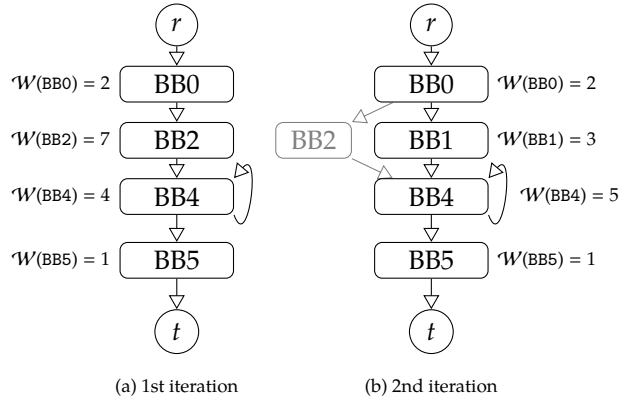 r r
𝒲(BB0) = 2 BB0 BB0 𝒲(BB0) = 2
𝒲(BB2) = 7 BB2 BB2 BB1 𝒲(BB1) = 3
𝒲(BB4) = 4 BB4 BB4 𝒲(BB4) = 5
𝒲(BB5) = 1 BB5 BB5 𝒲(BB5) = 1
t t
(a) 1st iteration (b) 2nd iteration